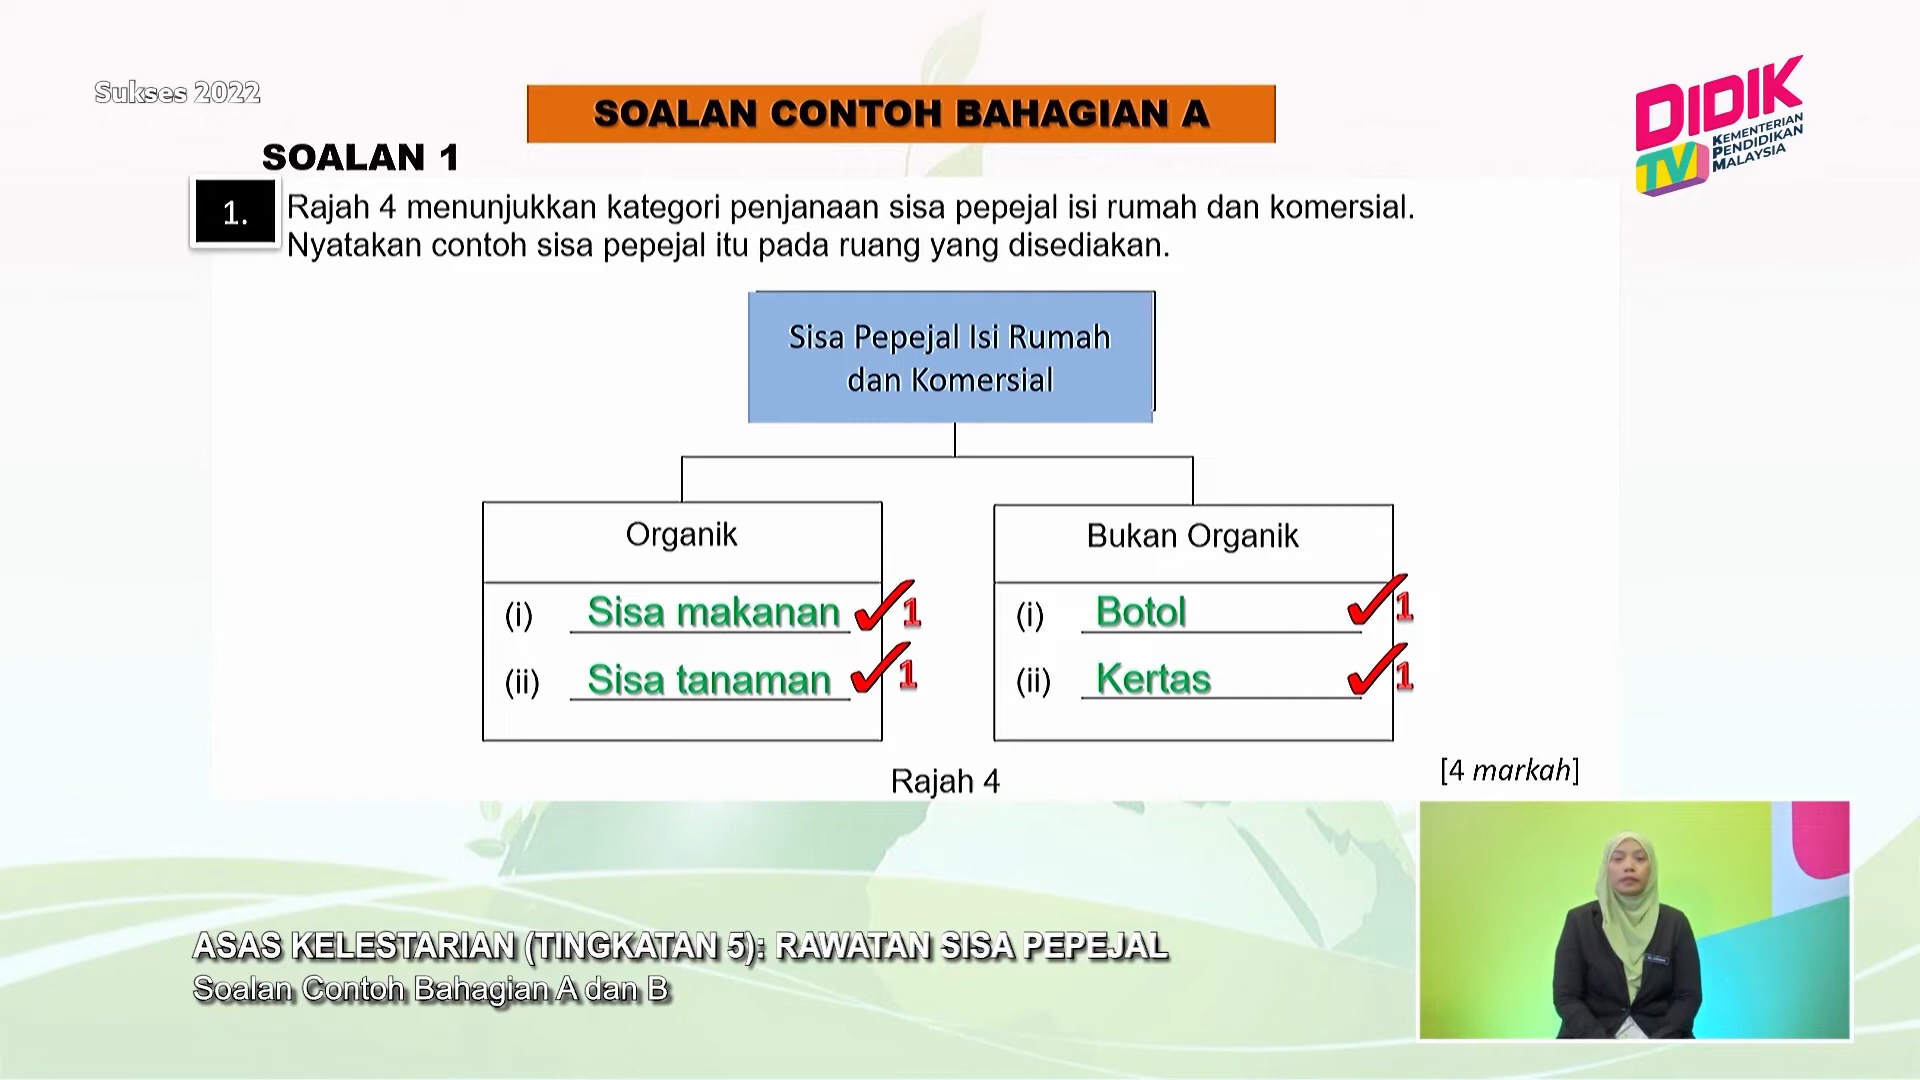 Sukses 2022
SOALAN CONTOH BAHAGIAN A
DIDIK
TV
KEMENTERIAN
PENDIDIKAN
MALAYSIA
SOALAN 1
1.
Rajah 4 menunjukkan kategori penjanaan sisa pepejal isi rumah dan komersial.
Nyatakan contoh sisa pepejal itu pada ruang yang disediakan.
Sisa Pepejal Isi Rumah
dan Komersial
Organik
(i) Sisa makanan 1
(ii) Sisa tanaman 1
Bukan Organik
(i) Botol 1
(ii) Kertas 1
Rajah 4
[4 markah]
ASAS KELESTARIAN (TINGKATAN 5): RAWATAN SISA PEPEJAL
Soalan Contoh Bahagian A dan B